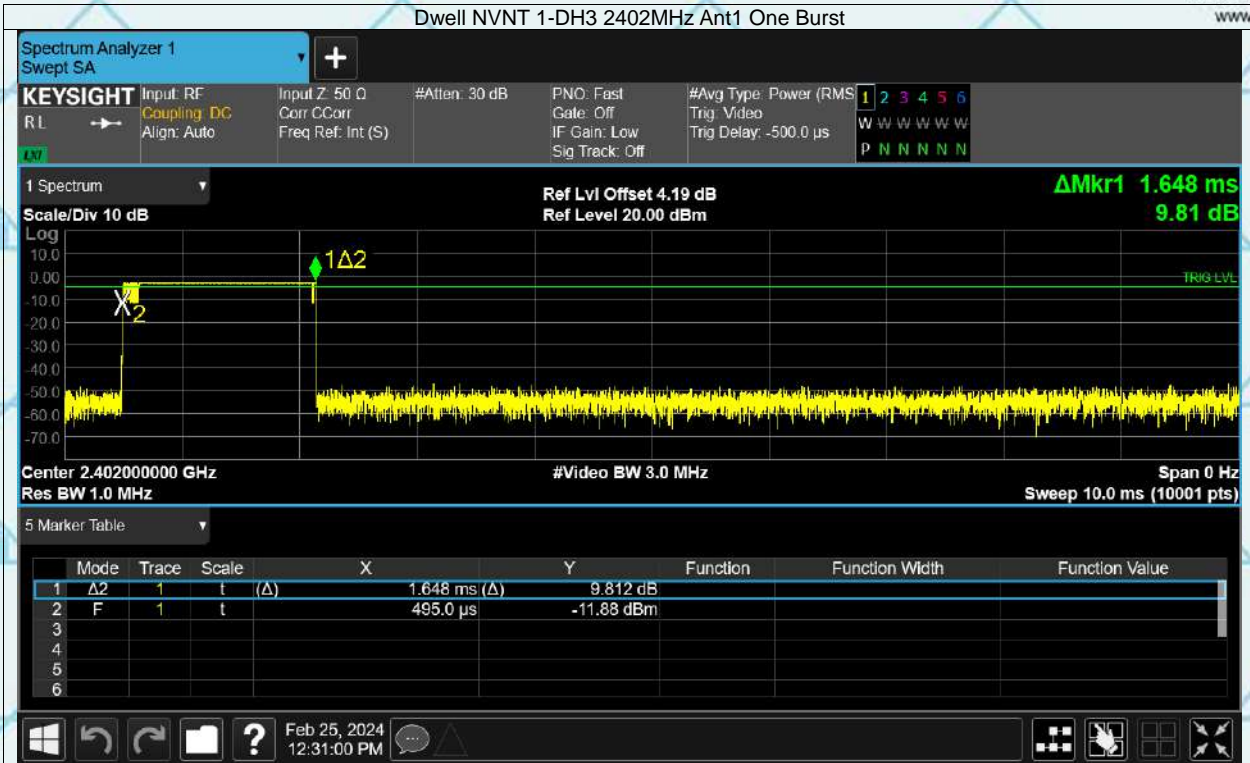 Dwell NVNT 1-DH3 2402MHz Ant1 One Burst
www
Spectrum Analyzer 1
Swept SA
+
KEYSIGHT
RL
LXI
Input: RF
Coupling: DC
Align: Auto
Input Z: 50 Ω
Corr CCorr
Freq Ref: Int (S)
#Atten: 30 dB
PNO: Fast
Gate: Off
IF Gain: Low
Sig Track: Off
#Avg Type: Power (RMS
Trig: Video
Trig Delay: -500.0 µs
1 2 3 4 5 6
W W W W W W
P N N N N N
1 Spectrum
Scale/Div 10 dB
Ref Lvl Offset 4.19 dB
Ref Level 20.00 dBm
ΔMkr1 1.648 ms
9.81 dB
Log
10.0
0.00
-10.0
-20.0
-30.0
-40.0
-50.0
-60.0
-70.0
1Δ2
X2
TRIG LVL
Center 2.402000000 GHz
Res BW 1.0 MHz
#Video BW 3.0 MHz
Span 0 Hz
Sweep 10.0 ms (10001 pts)
5 Marker Table
Mode Trace Scale X Y Function Function Width Function Value
1 Δ2 1 t (Δ) 1.648 ms (Δ) 9.812 dB
2 F 1 t 495.0 µs -11.88 dBm
3
4
5
6
?
Feb 25, 2024
12:31:00 PM